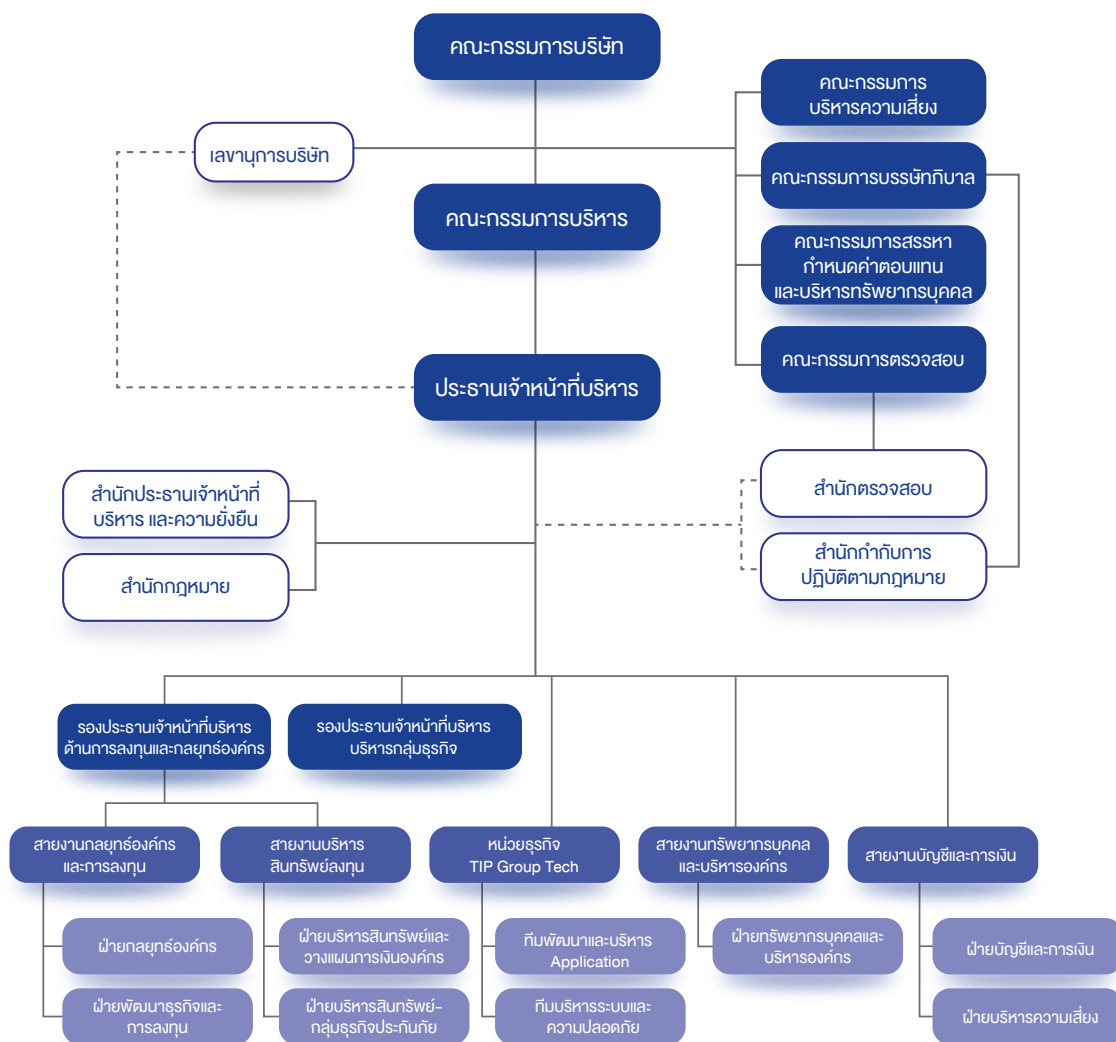 คณะกรรมการบริษัท
คณะกรรมการ
บริหารความเสี่ยง
เลขานุการบริษัท
คณะกรรมการบรรษัทภิบาล
คณะกรรมการบริหาร
คณะกรรมการสรรหา
กำหนดค่าตอบแทน
และบริหารทรัพยากรบุคคล
คณะกรรมการตรวจสอบ
ประธานเจ้าหน้าที่บริหาร
สำนักประธานเจ้าหน้าที่
บริหาร และความยั่งยืน
สำนักตรวจสอบ
สำนักกฎหมาย
สำนักกำกับการ
ปฏิบัติตามกฎหมาย
รองประธานเจ้าหน้าที่บริหาร
ด้านการลงทุนและกลยุทธ์องค์กร
รองประธานเจ้าหน้าที่บริหาร
บริหารกลุ่มธุรกิจ
สายงานกลยุทธ์องค์กร
และการลงทุน
สายงานบริหาร
สินทรัพย์ลงทุน
หน่วยธุรกิจ
TIP Group Tech
สายงานทรัพยากรบุคคล
และบริหารองค์กร
สายงานบัญชีและการเงิน
ฝ่ายกลยุทธ์องค์กร
ฝ่ายบริหารสินทรัพย์และ
วางแผนการเงินองค์กร
ทีมพัฒนาและบริหาร
Application
ฝ่ายทรัพยากรบุคคลและ
บริหารองค์กร
ฝ่ายบัญชีและการเงิน
ฝ่ายพัฒนาธุรกิจและ
การลงทุน
ฝ่ายบริหารสินทรัพย์-
กลุ่มธุรกิจประกันภัย
ทีมบริหารระบบและ
ความปลอดภัย
ฝ่ายบริหารความเสี่ยง